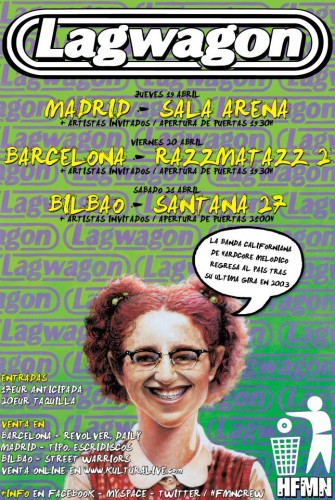 Lagwagon
JUEVES 19 ABRIL
MADRID - SALA ARENA
+ ARTISTAS INVITADOS / APERTURA DE PUERTAS 19:30H
VIERNES 20 ABRIL
BARCELONA - RAZZMATAZZ 2
+ ARTISTAS INVITADOS / APERTURA DE PUERTAS 19:30H
SABADO 21 ABRIL
BILBAO - SANTANA 27
+ ARTISTAS INVITADOS / APERTURA DE PUERTAS 21:00H
LA BANDA CALIFORNIANA
DE HARDCORE MELODICO
REGRESA AL PAIS TRAS
SU ULTIMA GIRA EN 2003
ENTRADAS
17EUR ANTICIPADA
20EUR TAQUILLA
VENTA EN
BARCELONA - REVOLVER, DAILY
MADRID - TIPO, ESCRIDISCOS
BILBAO - STREET WARRIORS
VENTA ONLINE EN WWW.KULTURALIVE.COM
+INFO EN FACEBOOK - MYSPACE - TWITTER / #FMNCREW
HFMN